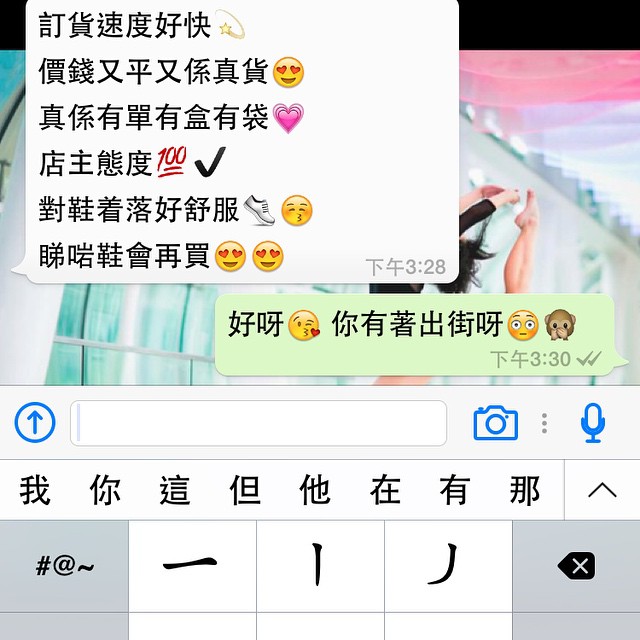 訂貨速度好快💫
價錢又平又係真貨😍
真係有單有盒有袋💗
店主態度💯✔
對鞋着落好舒服👟😚
睇啱鞋會再買😍😍
下午3:28
好呀😘 你有著出街呀😳🙊
下午3:30
我 你 這 但 他 在 有 那
#@~ 一 丨 丿